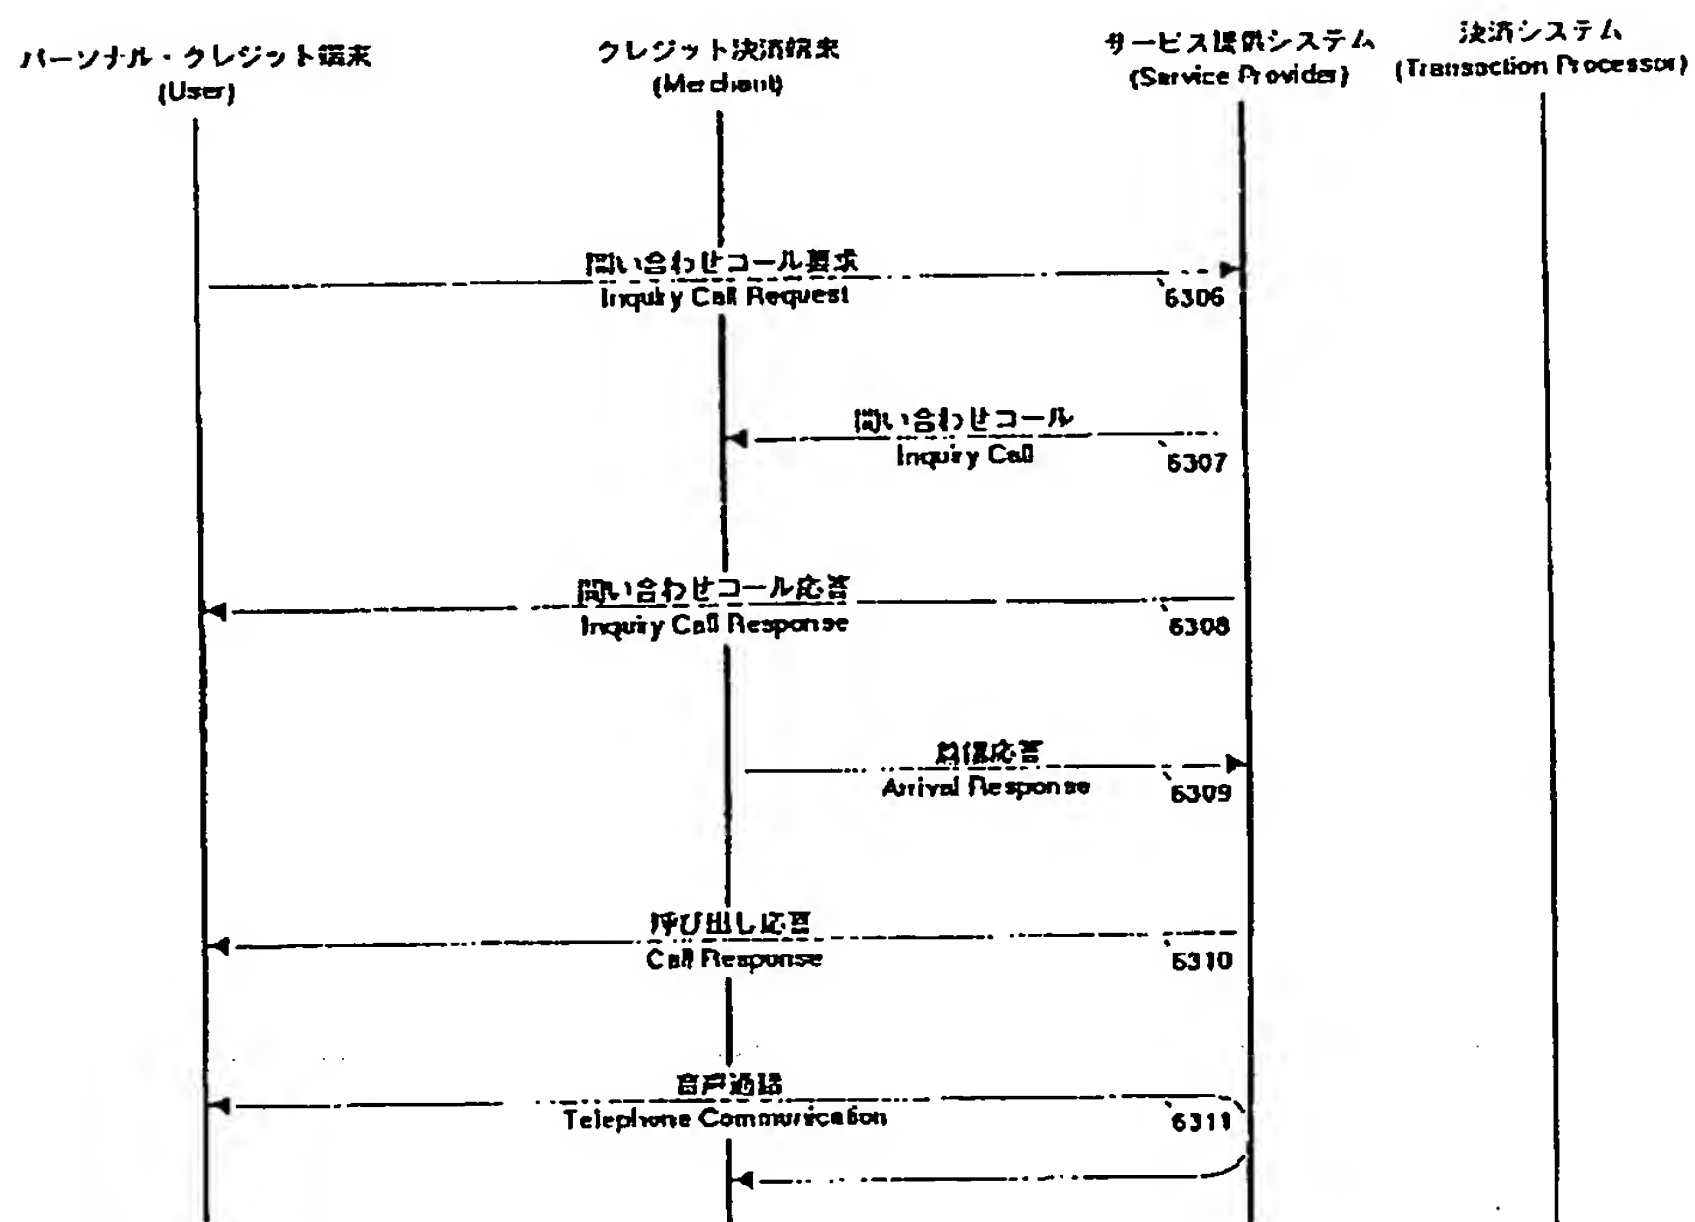 パーソナル・クレジット端末
(User)
クレジット決済端末
(Merchant)
サービス提供システム
(Service Provider)
決済システム
(Transaction Processor)
問い合わせコール要求
Inquiry Call Request
6306
問い合わせコール
Inquiry Call
6307
問い合わせコール応答
Inquiry Call Response
6308
着信応答
Arrival Response
6309
呼び出し応答
Call Response
6310
音声通話
Telephone Communication
6311